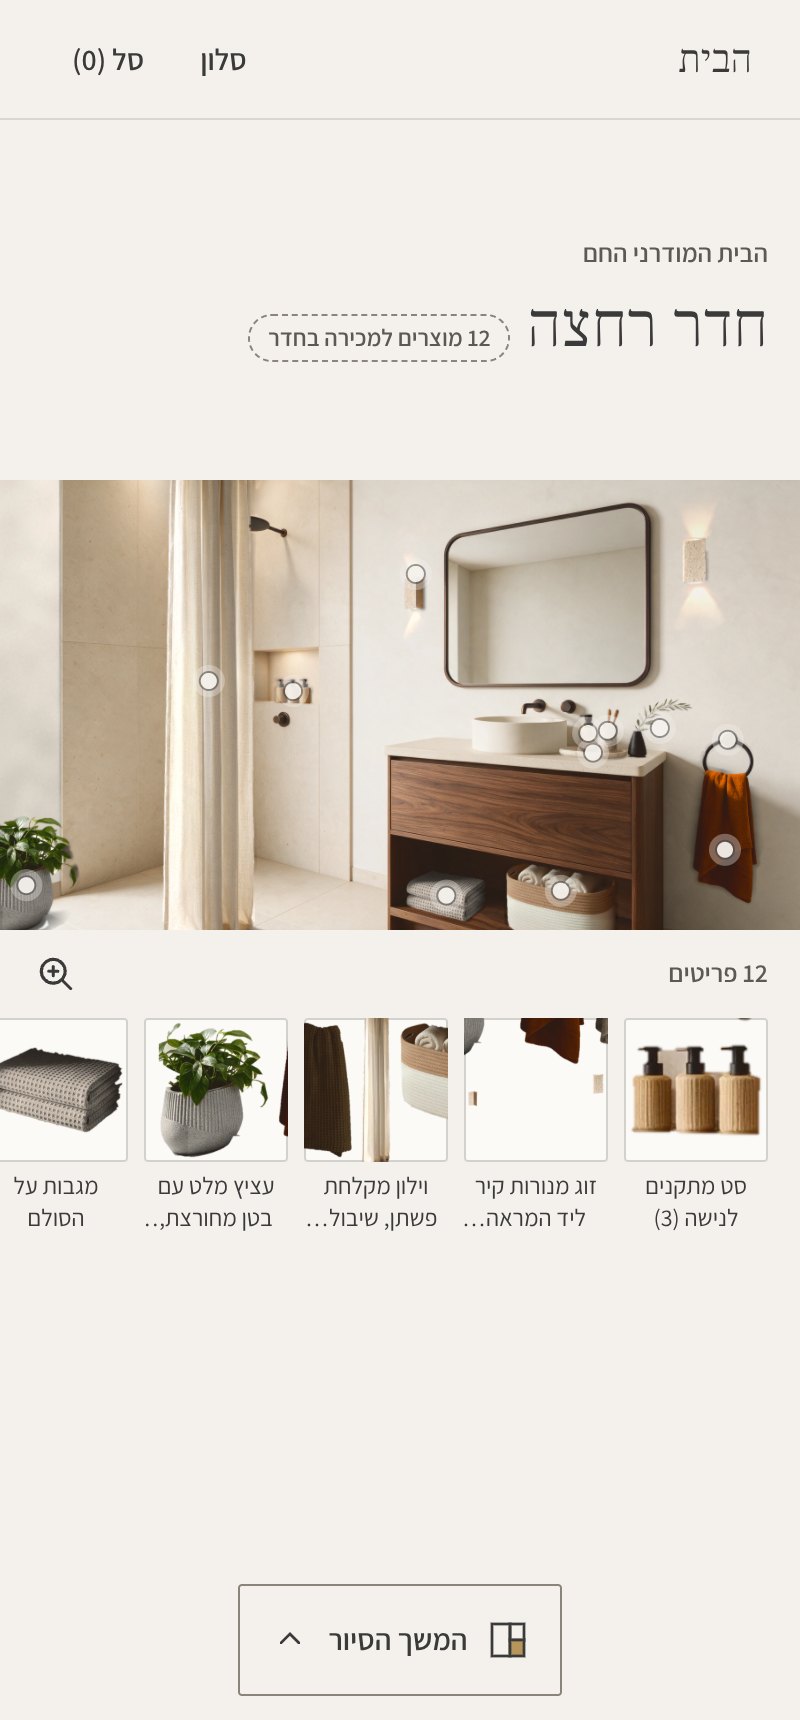 הבית
סלון
סל (0)
הבית המודרני החם
חדר רחצה
12 מוצרים למכירה בחדר
12 פריטים
סט מתקנים
לנישה (3)
זוג מנורות קיר
ליד המראה...
וילון מקלחת
פשתן, שיבול...
עציץ מלט עם
בטן מחורצת,..
מגבות על
הסולם
המשך הסיור